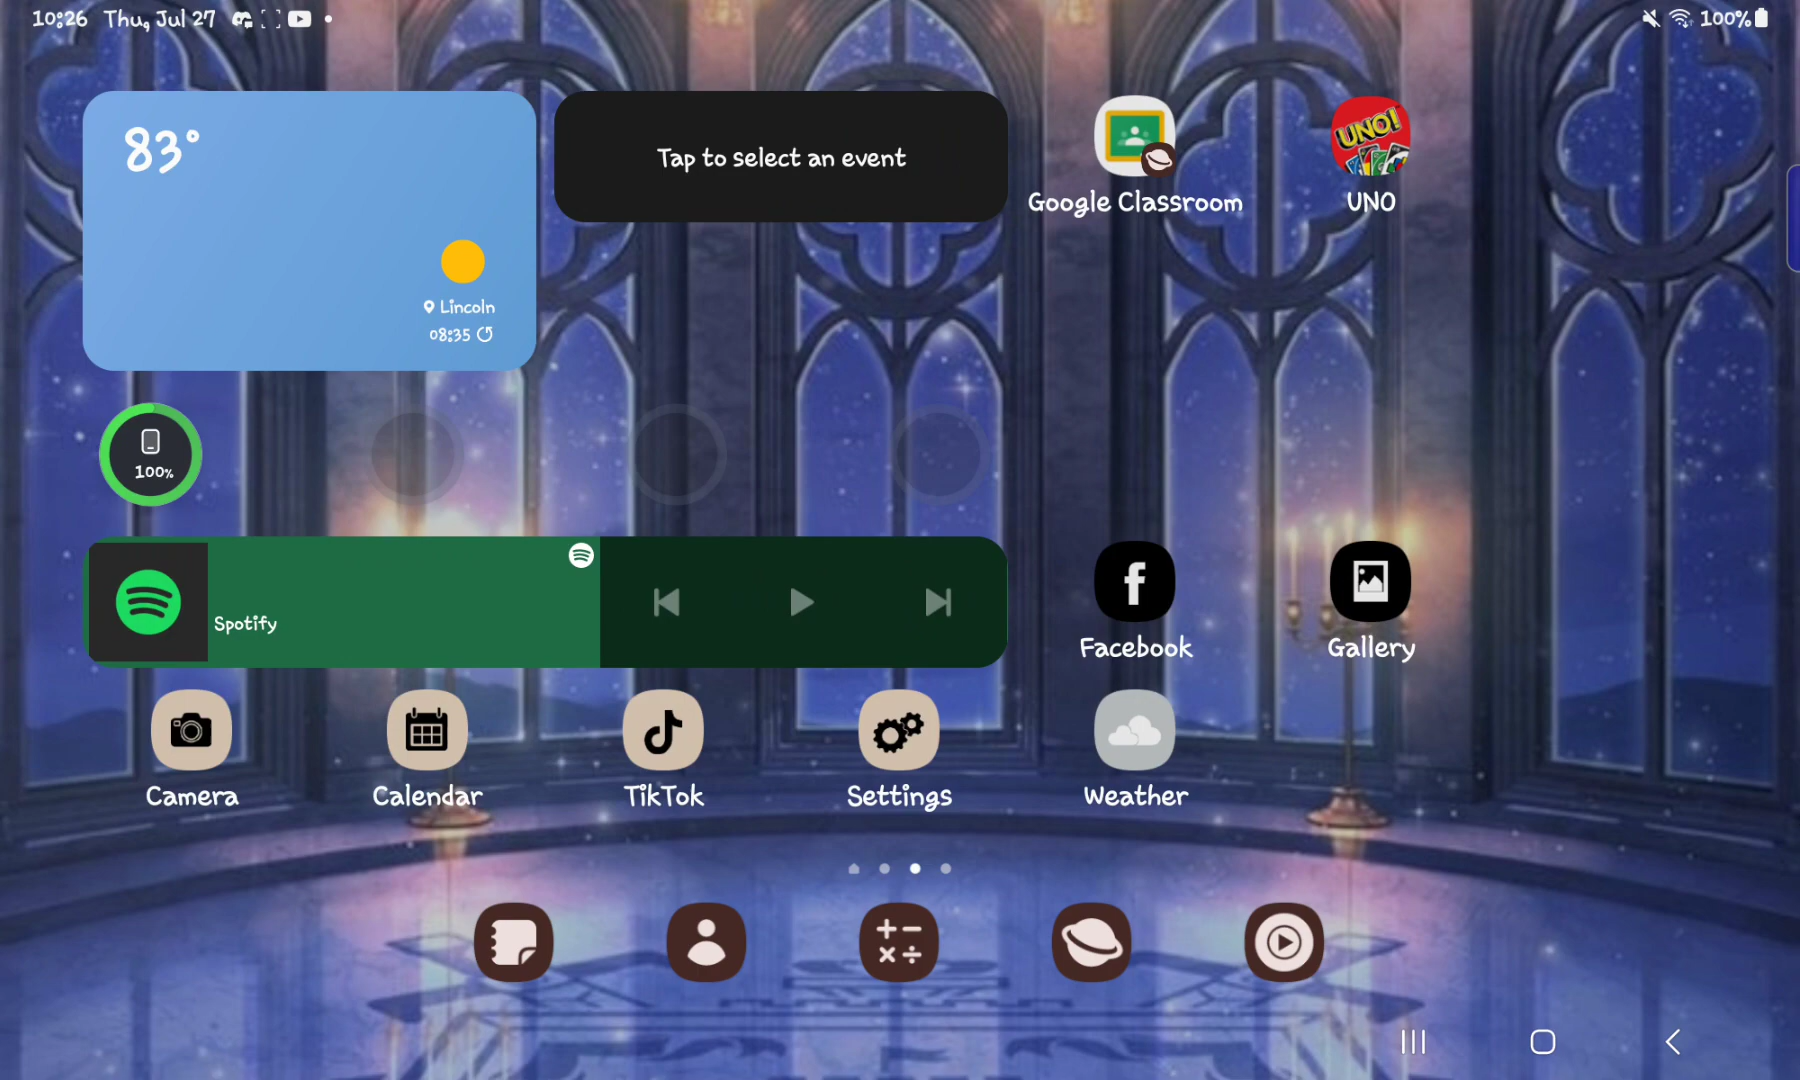 10:26 Thu, Jul 27
100%
83°
Lincoln
08:35
Tap to select an event
Google Classroom
UNO!
UNO
100%
Spotify
Facebook
Gallery
Camera
Calendar
TikTok
Settings
Weather